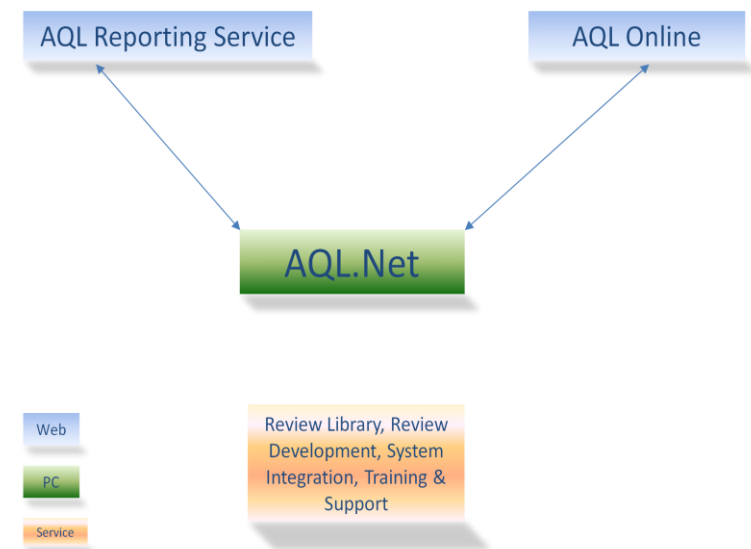 AQL Reporting Service
AQL Online
AQL.Net
Review Library, Review
Development, System
Integration, Training &
Support
Web
PC
Service